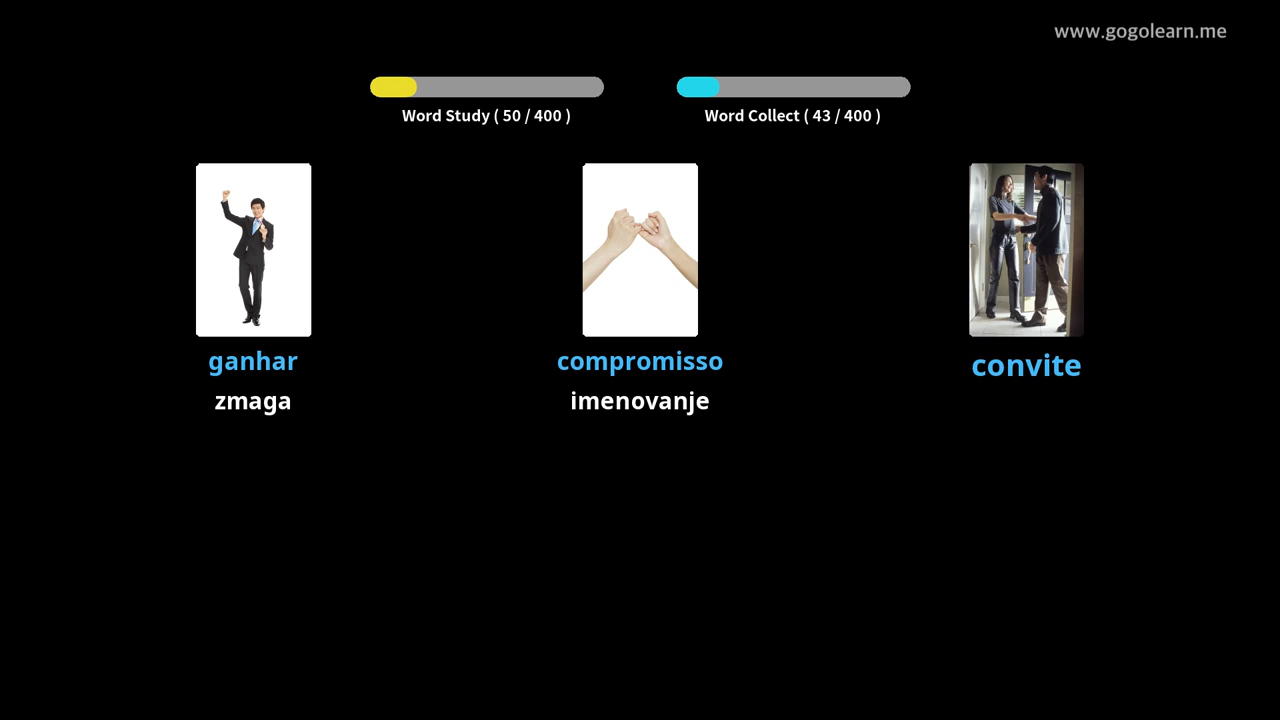 www.gogolearn.me
Word Study ( 50 / 400 )
Word Collect ( 43 / 400 )
ganhar
zmaga
compromisso
imenovanje
convite